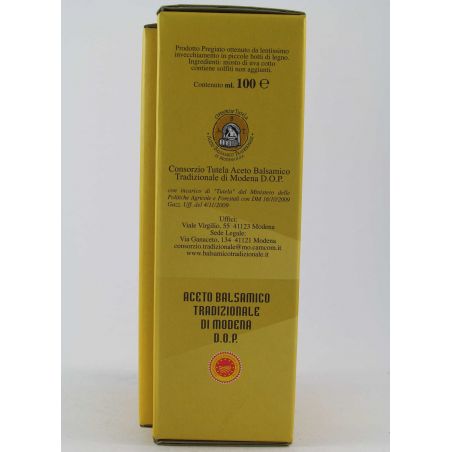 Prodotto Pregiato ottenuto da lentissimo
invecchiamento in piccole botti di legno.
Ingredienti: mosto di uva cotto
contiene solfiti non aggiunti.
Contenuto ml. 100 ℮
Consorzio Tutela Aceto Balsamico
Tradizionale di Modena D.O.P.
con incarico di "Tutela" dal Ministero delle
Politiche Agricole e Forestali con DM 16/10/2009
Gazz. Uff. del 4/11/2009
Uffici:
Viale Virgilio, 55 41123 Modena
Sede Legale:
Via Ganaceto, 134 41121 Modena
consorzio.tradizionale@mo.camcom.it
www.balsamicotradizionale.it
ACETO BALSAMICO
TRADIZIONALE
DI MODENA
D.O.P.